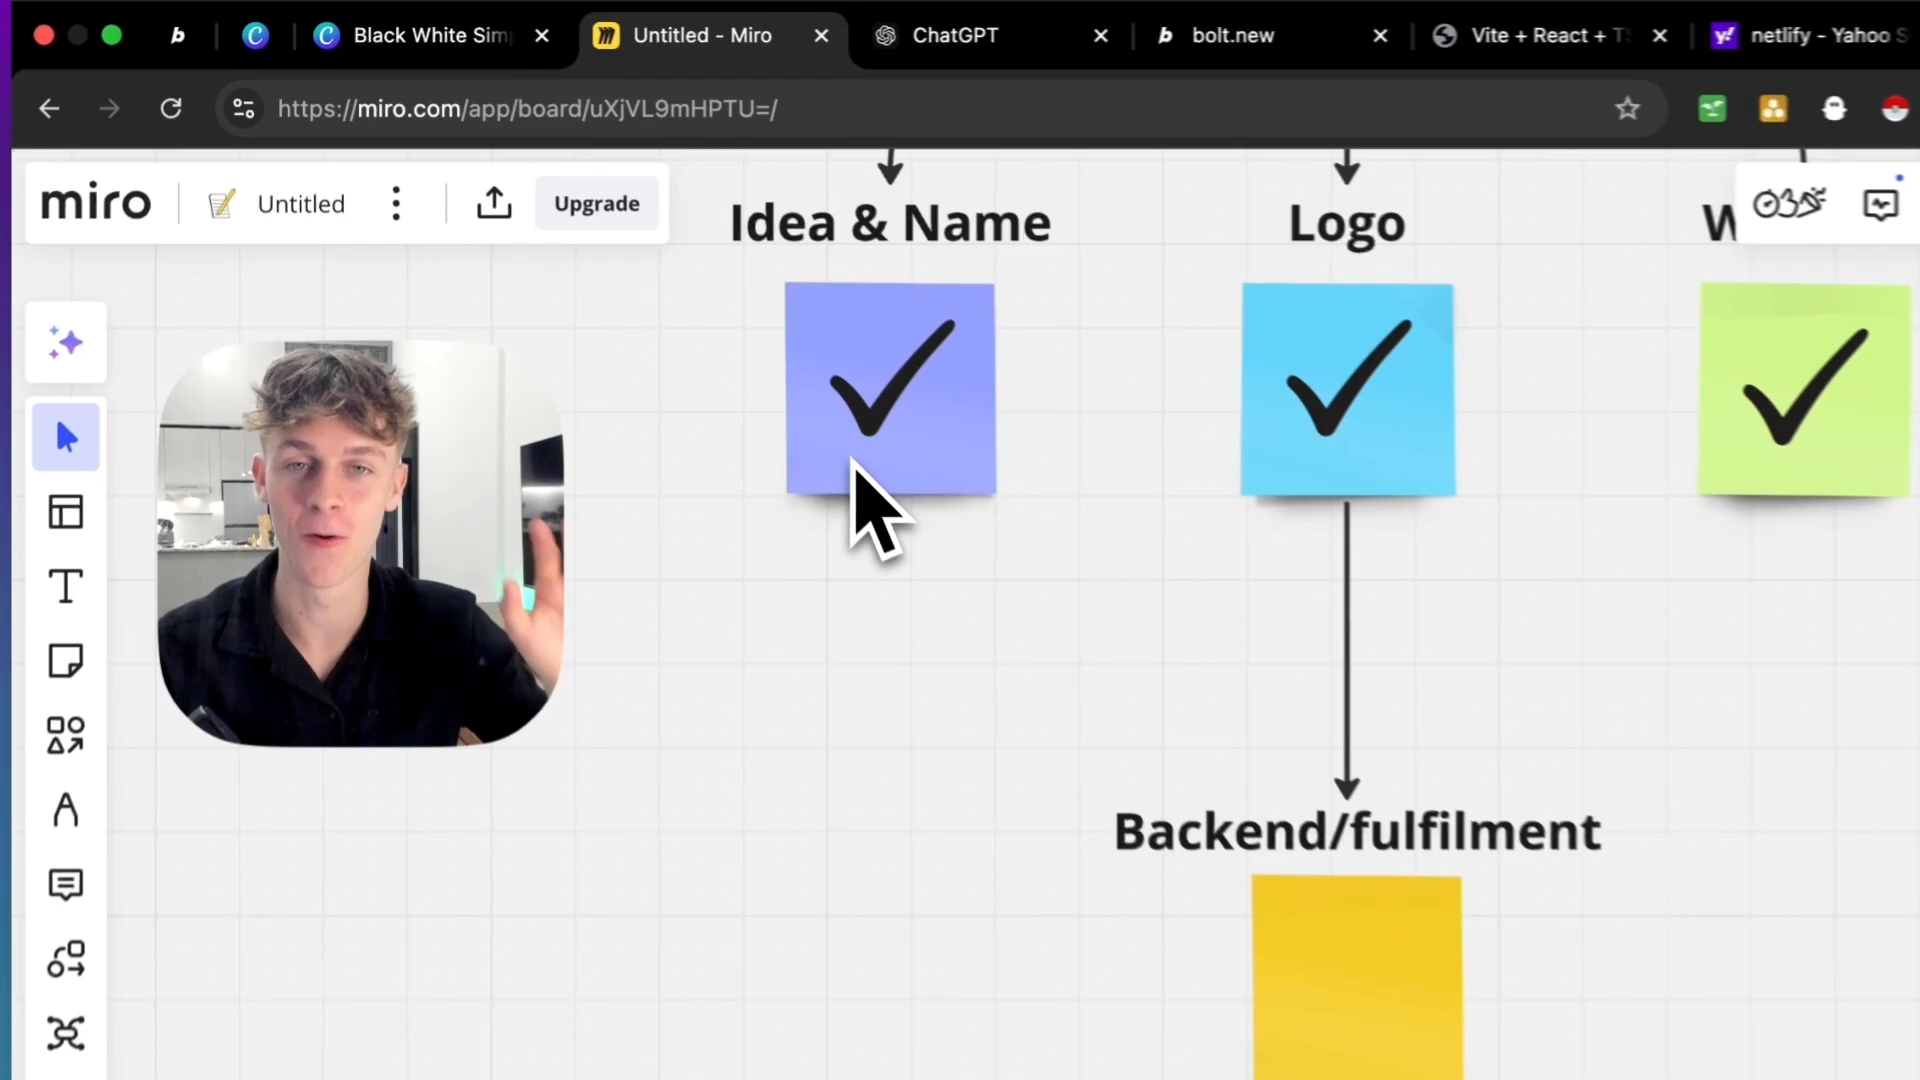 Black White Sim
Untitled - Miro
ChatGPT
bolt.new
Vite + React + T
netlify - Yahoo S
https://miro.com/app/board/uXjVL9mHPTU=/
miro
Untitled
Upgrade
Idea & Name
Logo
W
Backend/fulfilment